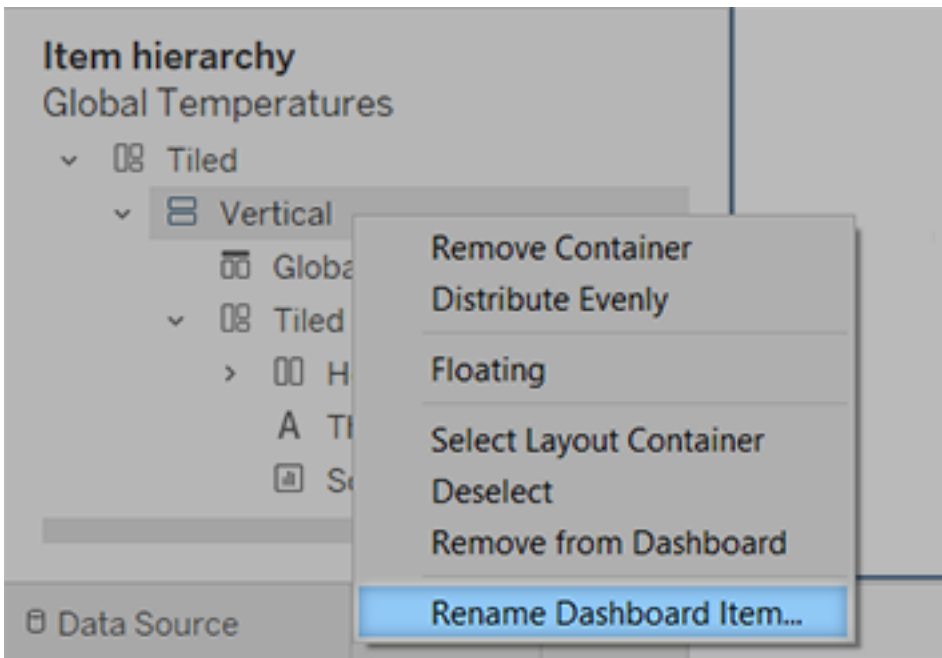 Item hierarchy
Global Temperatures
Tiled
Vertical
Tiled
Remove Container
Distribute Evenly
Floating
Select Layout Container
Deselect
Remove from Dashboard
Rename Dashboard Item...
Data Source